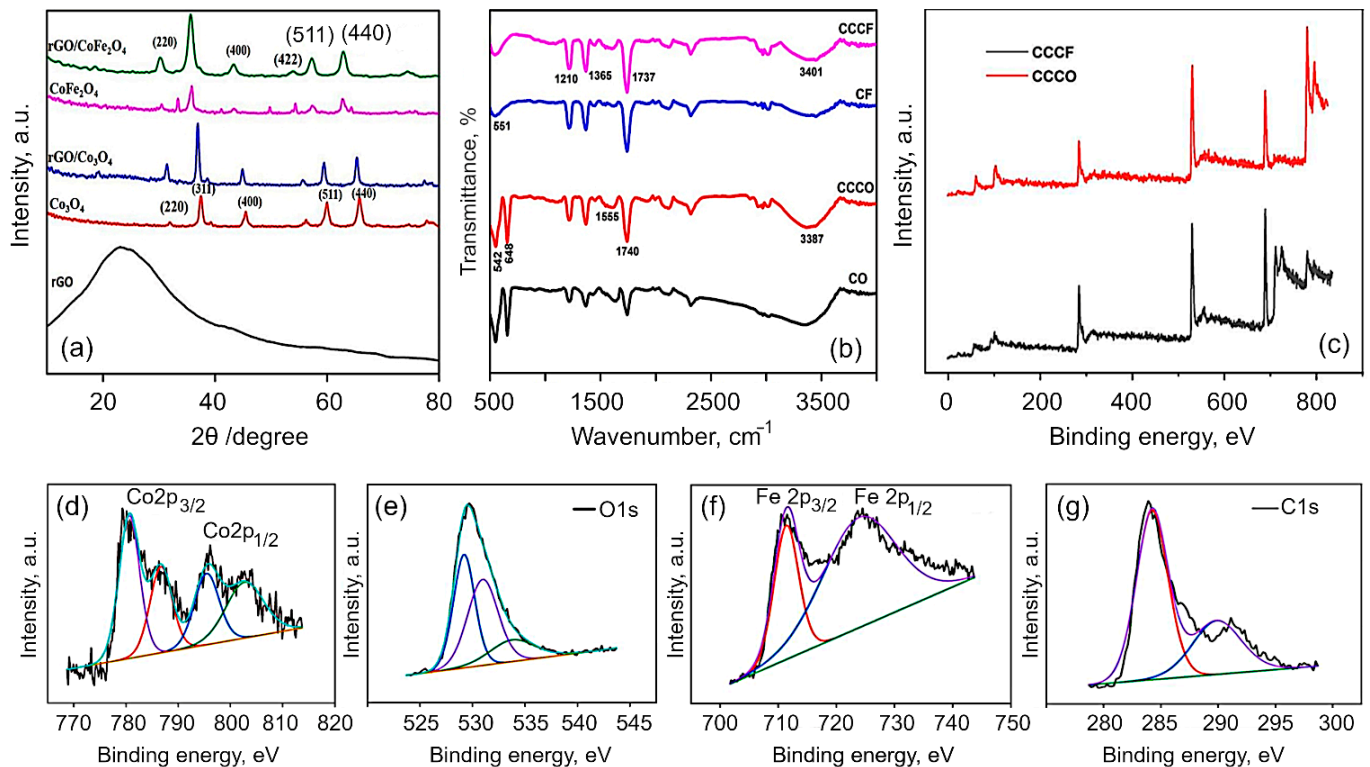 Intensity, a.u.
rGO/CoFe₂O₄
(220)
(400)
(422)
(511)
(440)
CoFe₂O₄
rGO/Co₃O₄
Co₃O₄
(220)
(311)
(400)
(511)
(440)
rGO
(a)
20 40 60 80
2θ /degree
Transmittance, %
CCCF
1210 1365 1737 3401
CF
551
CCCO
1555
542
648
1740
3387
CO
(b)
500 1500 2500 3500
Wavenumber, cm⁻¹
Intensity, a.u.
CCCF
CCCO
(c)
0 200 400 600 800
Binding energy, eV
(d)
Co2p₃/₂
Co2p₁/₂
Intensity, a.u.
770 780 790 800 820
Binding energy, eV
(e)
O1s
Intensity, a.u.
525 530 535 540 545
Binding energy, eV
(f)
Fe 2p₃/₂ Fe 2p₁/₂
Intensity, a.u.
700 710 720 730 740 750
Binding energy, eV
(g)
C1s
Intensity, a.u.
280 285 290 295 300
Binding energy, eV